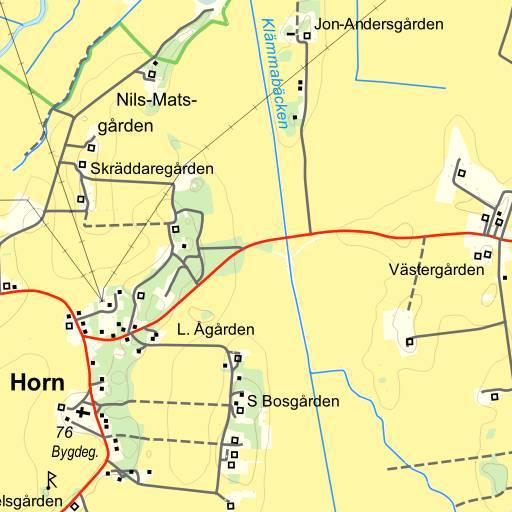 Jon-Andersgården
Klämmabäcken
Nils-Mats-
gården
Skräddaregården
Västergården
L. Ågården
Horn
S Bosgården
76
Bygdeg.
elsgården